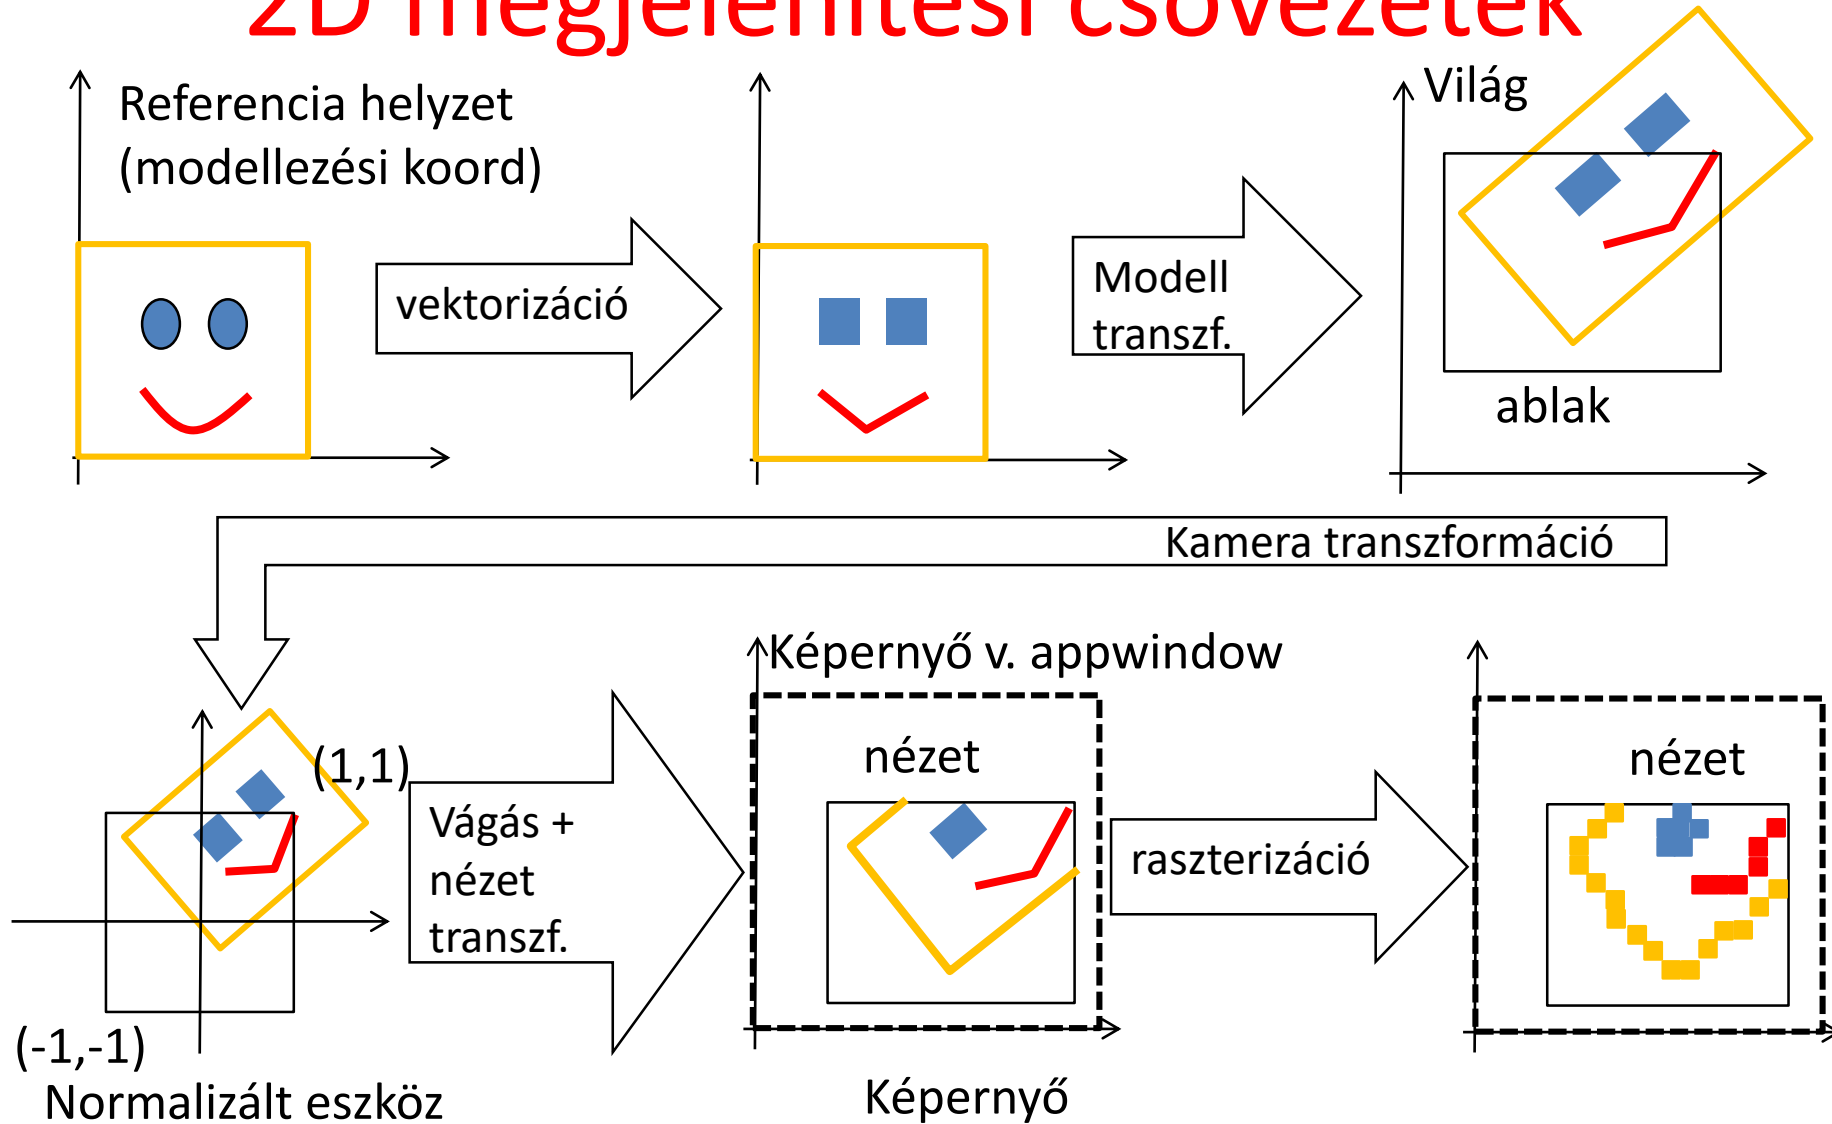 2D megjelenítési csővezeték
Referencia helyzet
(modellezési koord)
vektorizáció
Modell
transzf.
Világ
ablak
Kamera transzformáció
(1,1)
(-1,-1)
Normalizált eszköz
Vágás +
nézet
transzf.
Képernyő v. appwindow
nézet
Képernyő
raszterizáció
nézet